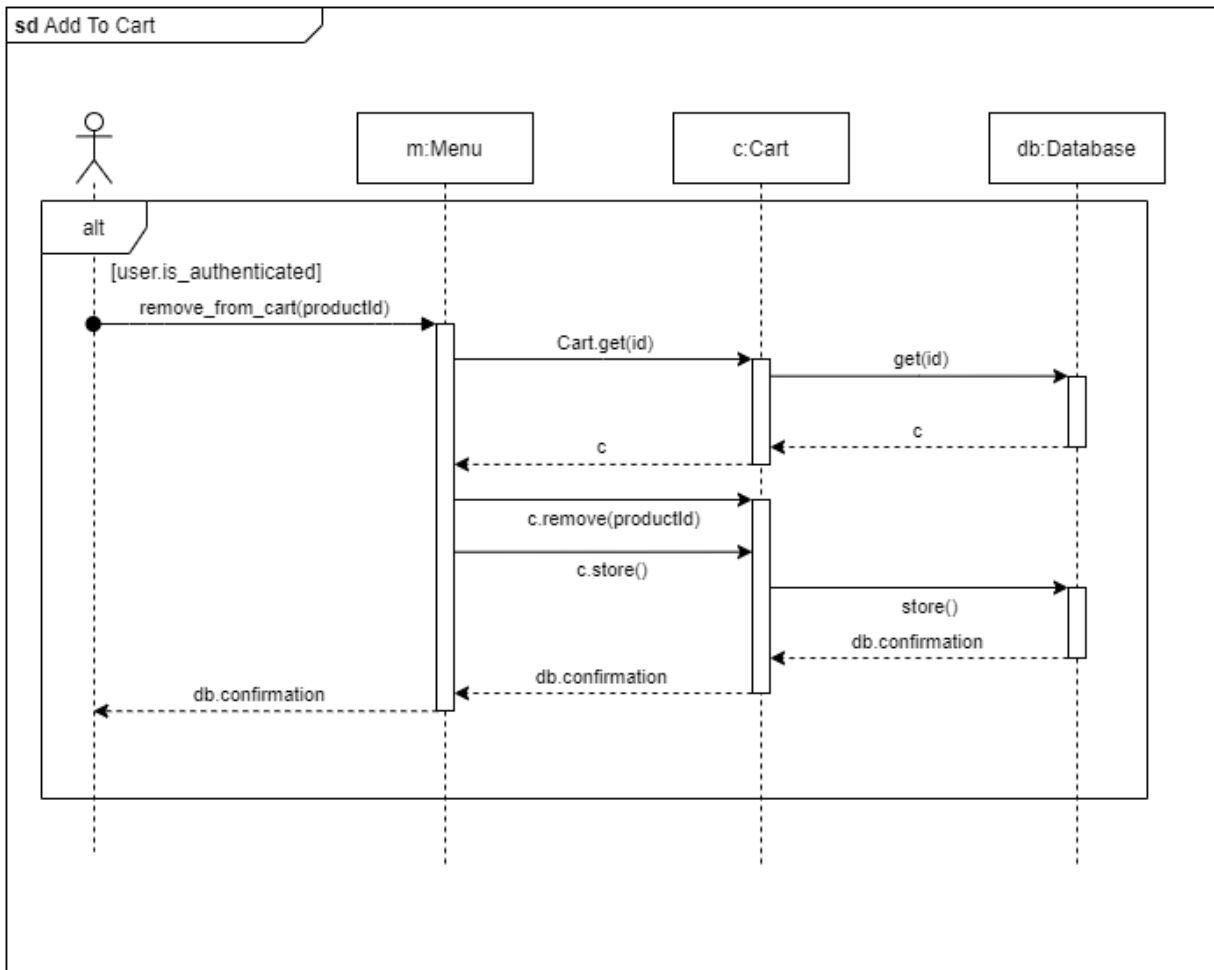 sd Add To Cart
m:Menu
c:Cart
db:Database
alt
[user.is_authenticated]
remove_from_cart(productId)
Cart.get(id)
get(id)
c
c
c.remove(productId)
c.store()
store()
db.confirmation
db.confirmation
db.confirmation